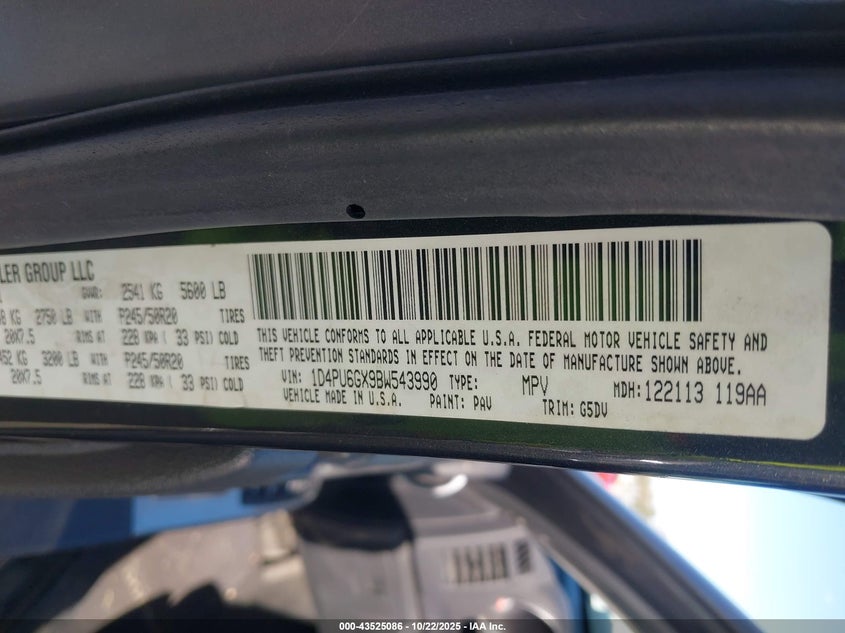 LER GROUP LLC
GVWR: 2541 KG 5600 LB
KG 2750 LB WITH P245/50R20 TIRES
20X7.5 RIMS AT 228 KPA ( 33 PSI) COLD
452 KG 3200 LB WITH P245/50R20 TIRES
20X7.5 RIMS AT 228 KPA ( 33 PSI) COLD
THIS VEHICLE CONFORMS TO ALL APPLICABLE U.S.A. FEDERAL MOTOR VEHICLE SAFETY AND
THEFT PREVENTION STANDARDS IN EFFECT ON THE DATE OF MANUFACTURE SHOWN ABOVE.
VIN: 1D4PU6GX9BW543990 TYPE: MPV MDH: 122113 119AA
VEHICLE MADE IN U.S.A. PAINT: PAV TRIM: G5DV
000-43525086 - 10/22/2025 - IAA Inc.